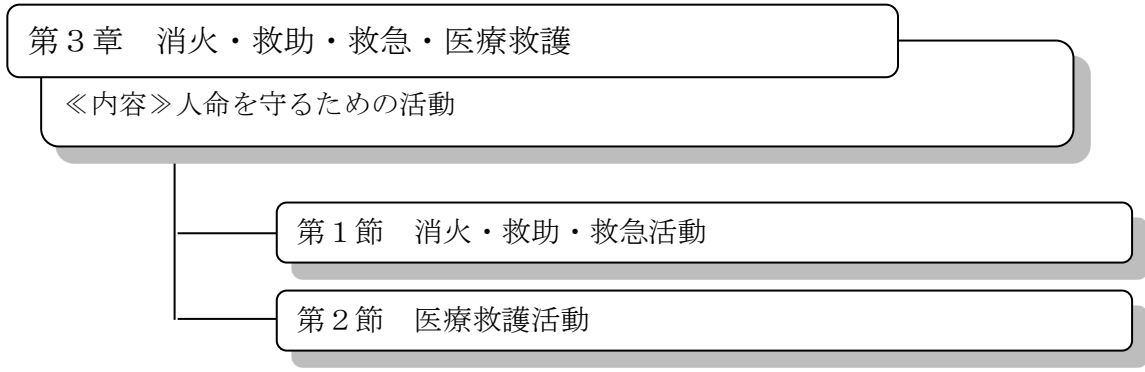 第３章　消火・救助・救急・医療救護
≪内容≫人命を守るための活動
第１節　消火・救助・救急活動
第２節　医療救護活動